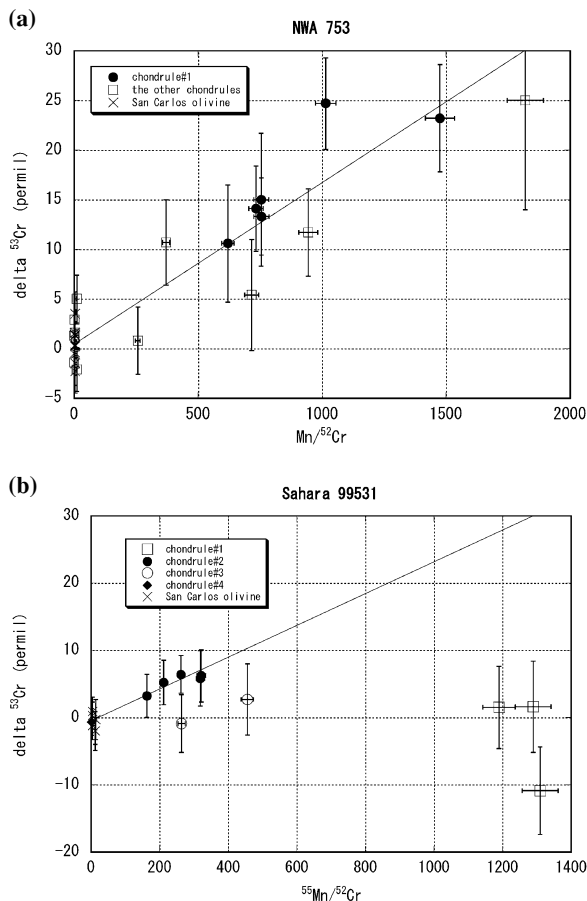 (a)
NWA 753
30
25
20
15
10
5
0
-5
delta ⁵³Cr (permil)
chondrule#1
the other chondrules
San Carlos olivine
0 500 1000 1500 2000
Mn/⁵²Cr
(b)
Sahara 99531
30
20
10
0
-10
-20
delta ⁵³Cr (permil)
chondrule#1
chondrule#2
chondrule#3
chondrule#4
San Carlos olivine
0 200 400 600 800 1000 1200 1400
⁵⁵Mn/⁵²Cr